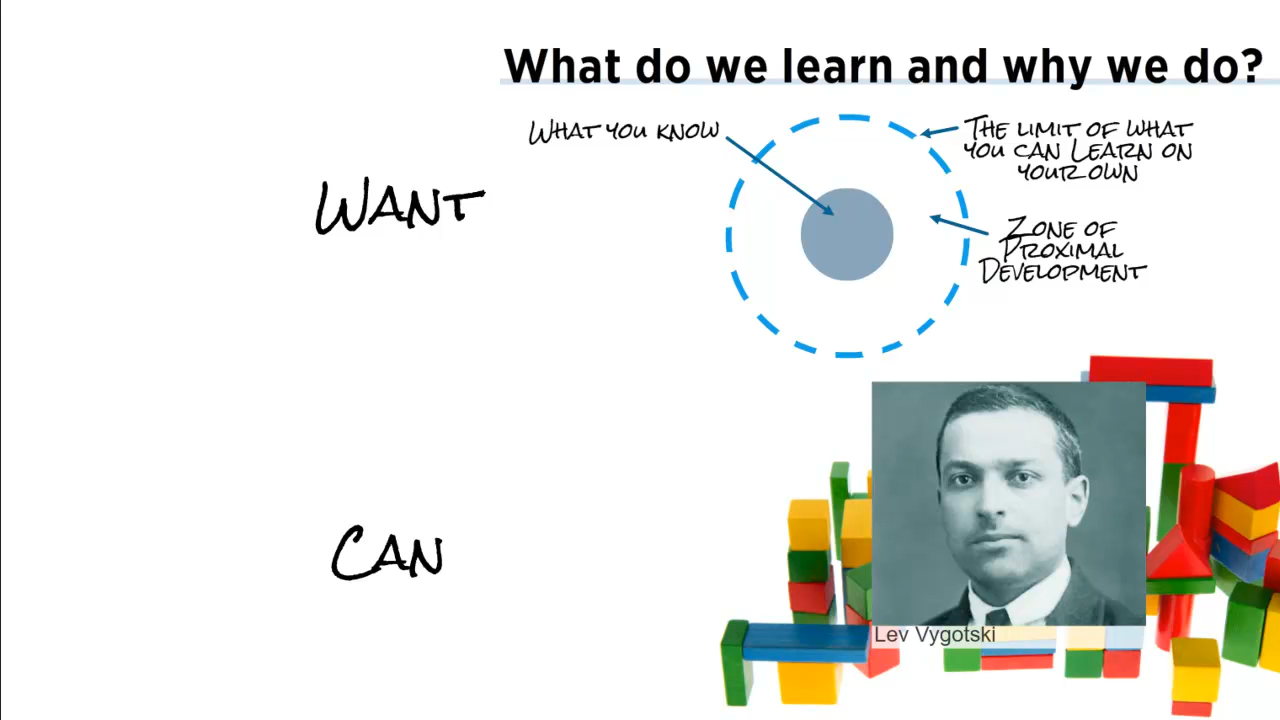 What do we learn and why we do?
What you know
The limit of what
you can Learn on
your own
Want
Zone of
Proximal
Development
Can
Lev Vygotski